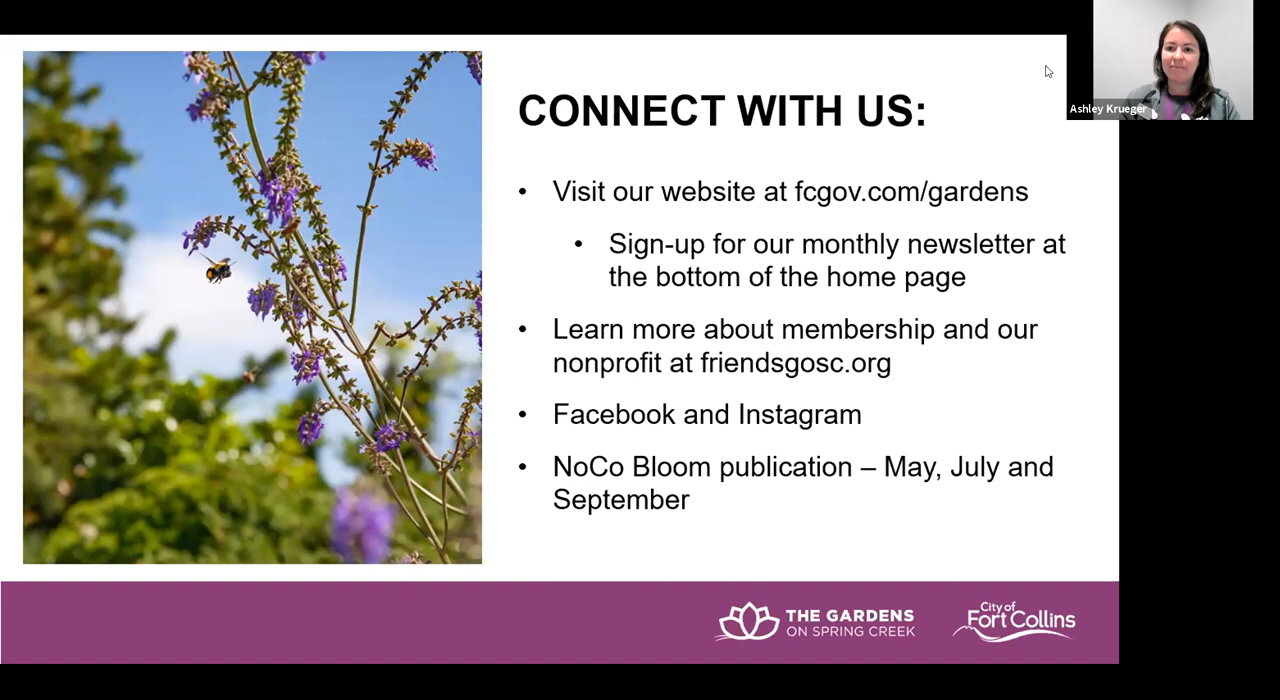 Ashley Krueger
CONNECT WITH US:
• Visit our website at fcgov.com/gardens
• Sign-up for our monthly newsletter at
the bottom of the home page
• Learn more about membership and our
nonprofit at friendsgosc.org
• Facebook and Instagram
• NoCo Bloom publication – May, July and
September
THE GARDENS
ON SPRING CREEK
City of
Fort Collins